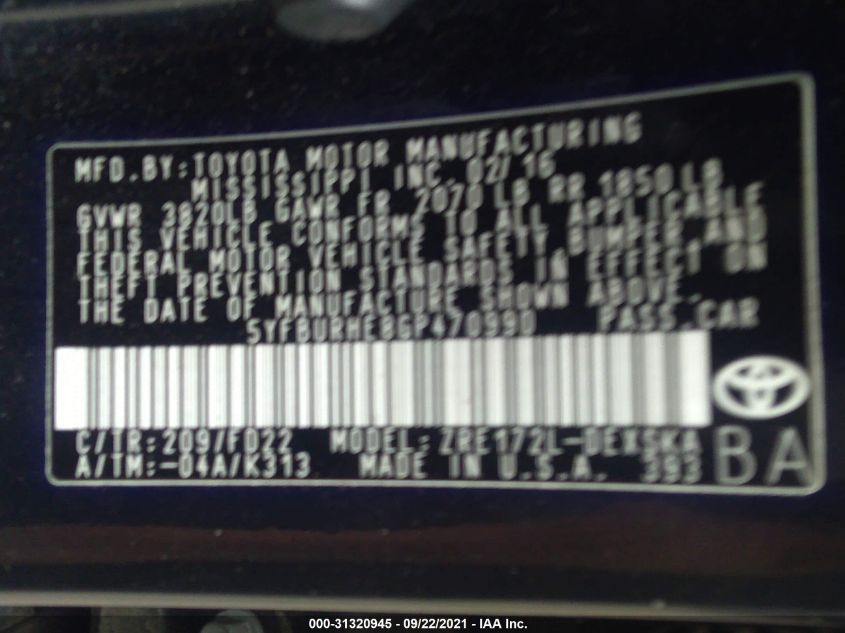 MFD.BY:TOYOTA MOTOR MANUFACTURING
MISSISSIPPI INC. 02/16
GVWR 3820LB GAWR FR 2070 LB RR 1850 LB
THIS VEHICLE CONFORMS TO ALL APPLICABLE
FEDERAL MOTOR VEHICLE SAFETY, BUMPER AND
THEFT PREVENTION STANDARDS IN EFFECT ON
THE DATE OF MANUFACTURE SHOWN ABOVE.
5YFBURHE8GP470990 PASS.CAR
C/TR:209/FD22 MODEL:ZRE172L-DEXSKA
A/TM:-04A/K313 MADE IN U.S.A. 393
BA
000-31320945 - 09/22/2021 - IAA Inc.